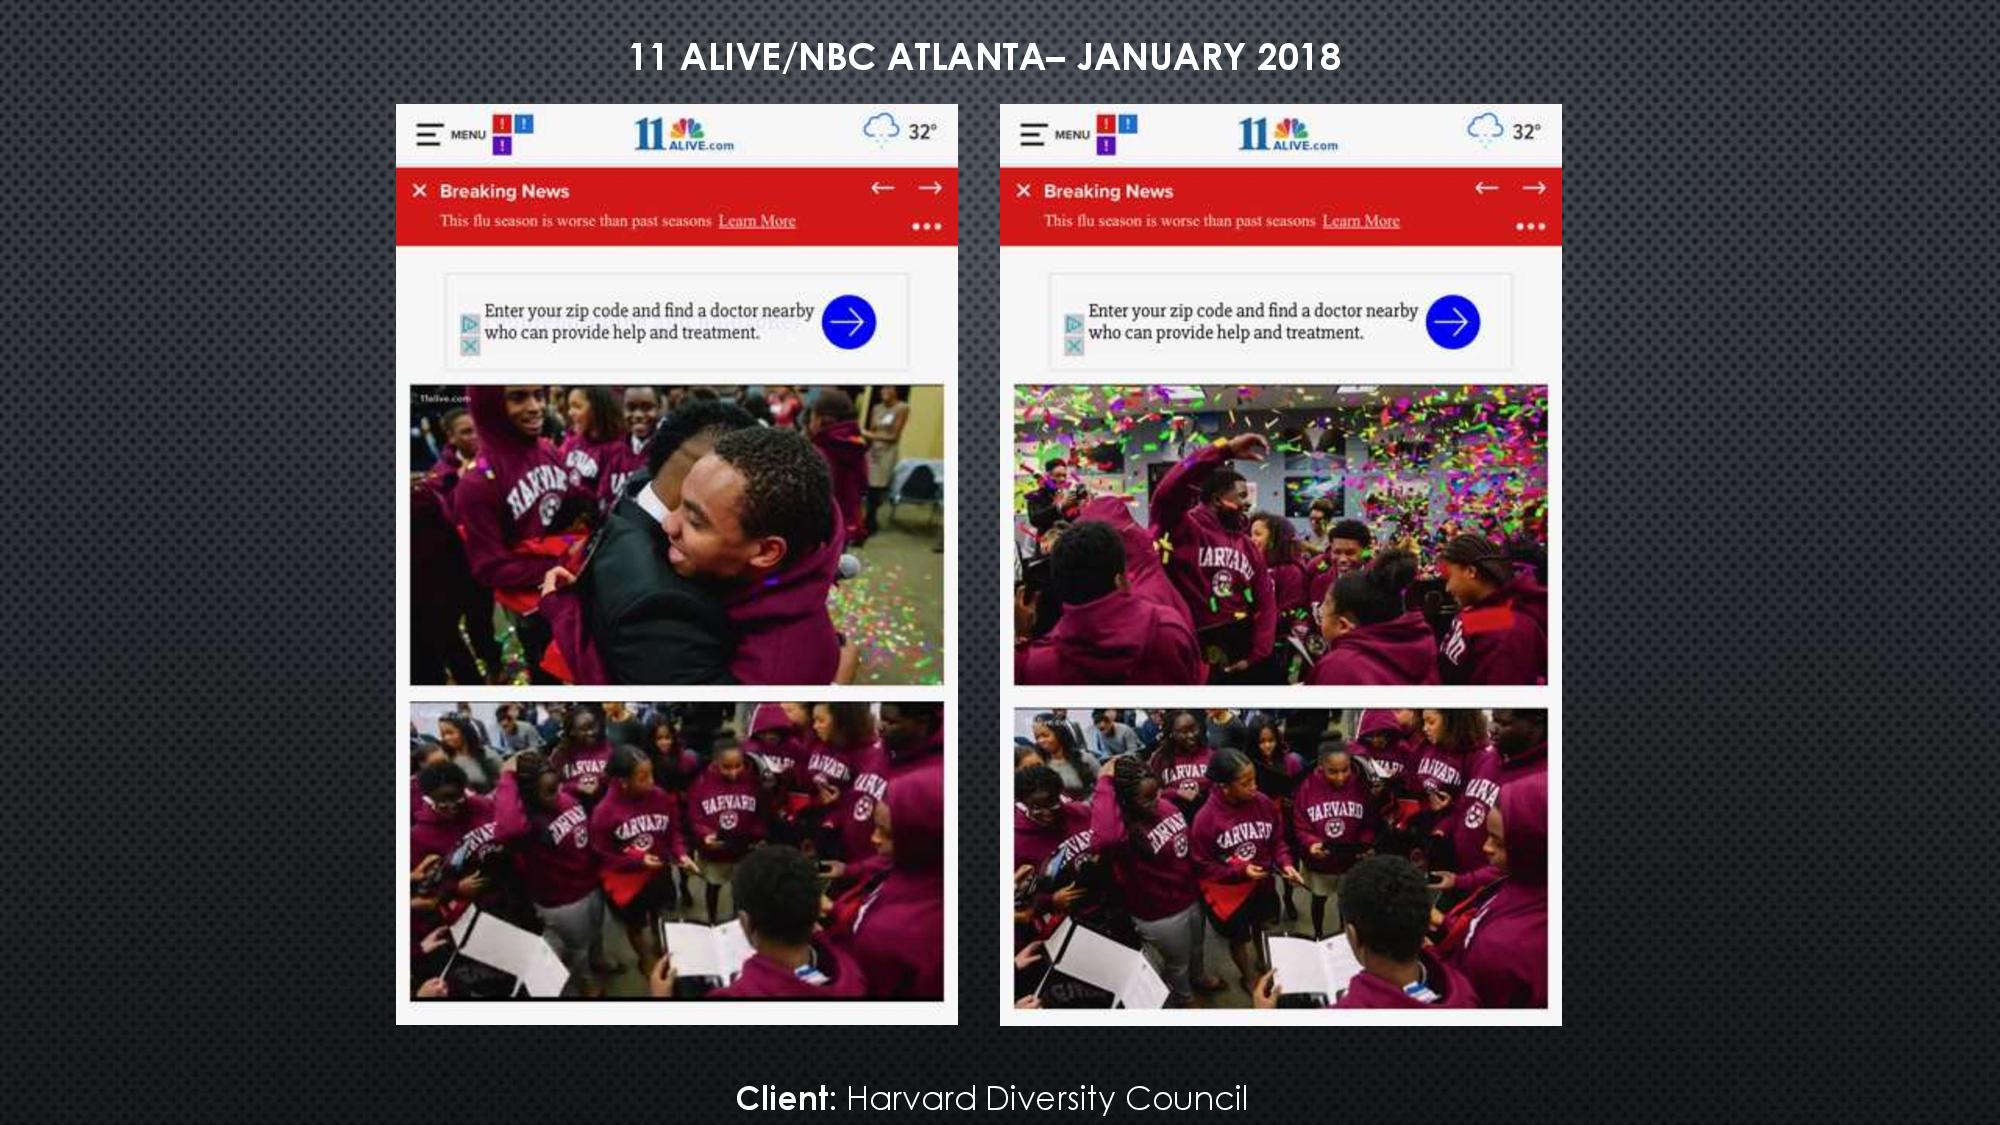 11 ALIVE/NBC ATLANTA– JANUARY 2018
MENU
! ! !
11 ALIVE.com
32°
Breaking News
This flu season is worse than past seasons Learn More
Enter your zip code and find a doctor nearby
who can provide help and treatment.
11alive.com
HARVARD
HARVARD
HARVARD
MENU
! ! !
11 ALIVE.com
32°
Breaking News
This flu season is worse than past seasons Learn More
Enter your zip code and find a doctor nearby
who can provide help and treatment.
HARVARD
HARVARD
HARVARD
Client: Harvard Diversity Council